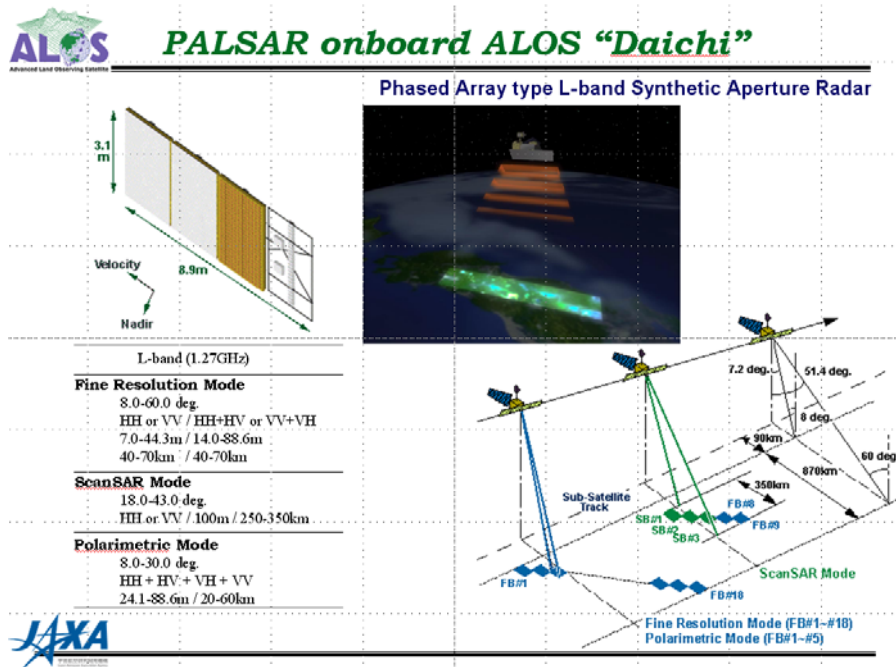 ALOS
Advanced Land Observing Satellite
PALSAR onboard ALOS “Daichi”
Phased Array type L-band Synthetic Aperture Radar
3.1
m
8.9m
Velocity
Nadir
L-band (1.27GHz)
Fine Resolution Mode
8.0-60.0 deg.
HH or VV / HH+HV or VV+VH
7.0-44.3m / 14.0-88.6m
40-70km / 40-70km
ScanSAR Mode
18.0-43.0 deg.
HH or VV / 100m / 250-350km
Polarimetric Mode
8.0-30.0 deg.
HH + HV + VH + VV
24.1-88.6m / 20-60km
7.2 deg.
51.4 deg.
8 deg.
60 deg
90km
870km
350km
Sub-Satellite
Track
SB#1
SB#2
SB#3
FB#8
FB#9
FB#1
FB#18
ScanSAR Mode
Fine Resolution Mode (FB#1~#18)
Polarimetric Mode (FB#1~#5)
JAXA